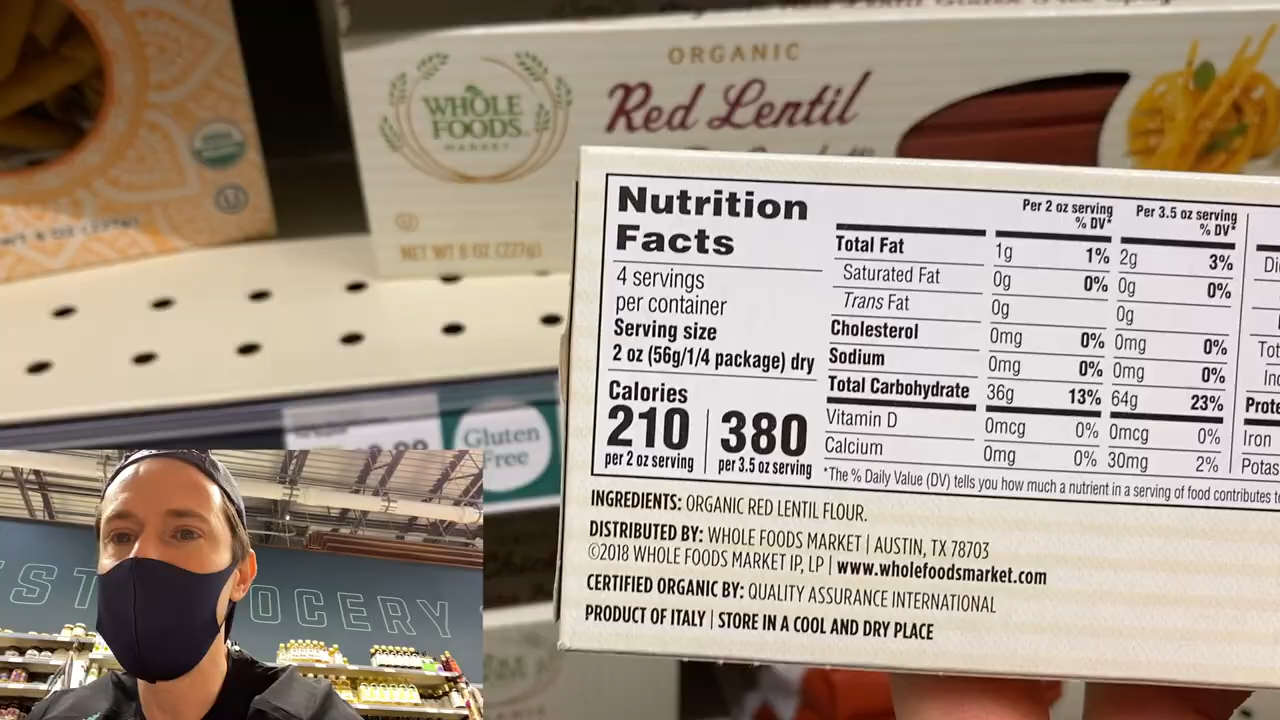 ORGANIC
Red Lentil
WHOLE
FOODS
MARKET
NET WT 8 OZ (227g)
Gluten
Free
Nutrition
Facts
4 servings
per container
Serving size
2 oz (56g/1/4 package) dry
Calories
210 380
per 2 oz serving per 3.5 oz serving
Per 2 oz serving Per 3.5 oz serving
% DV* % DV*
Total Fat 1g 1% 2g 3%
Saturated Fat 0g 0% 0g 0%
Trans Fat 0g 0g
Cholesterol 0mg 0% 0mg 0%
Sodium 0mg 0% 0mg 0%
Total Carbohydrate 36g 13% 64g 23%
Vitamin D 0mcg 0% 0mcg 0%
Calcium 0mg 0% 30mg 2%
Iron
*The % Daily Value (DV) tells you how much a nutrient in a serving of food contributes
INGREDIENTS: ORGANIC RED LENTIL FLOUR.
DISTRIBUTED BY: WHOLE FOODS MARKET | AUSTIN, TX 78703
©2018 WHOLE FOODS MARKET IP, LP | www.wholefoodsmarket.com
CERTIFIED ORGANIC BY: QUALITY ASSURANCE INTERNATIONAL
PRODUCT OF ITALY | STORE IN A COOL AND DRY PLACE
OCERY